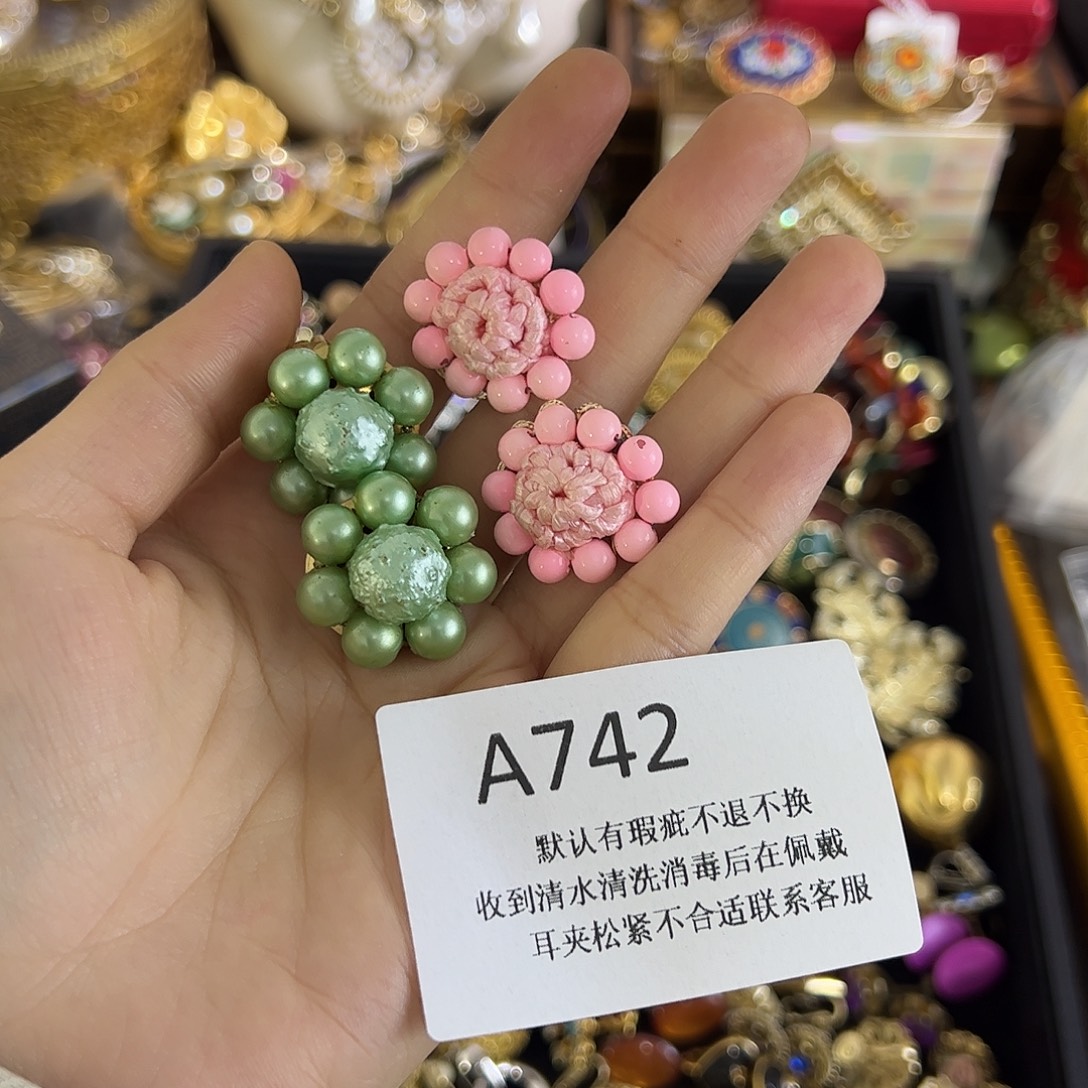 A742
默认有瑕疵不退不换
收到清水清洗消毒后在佩戴
耳夹松紧不合适联系客服